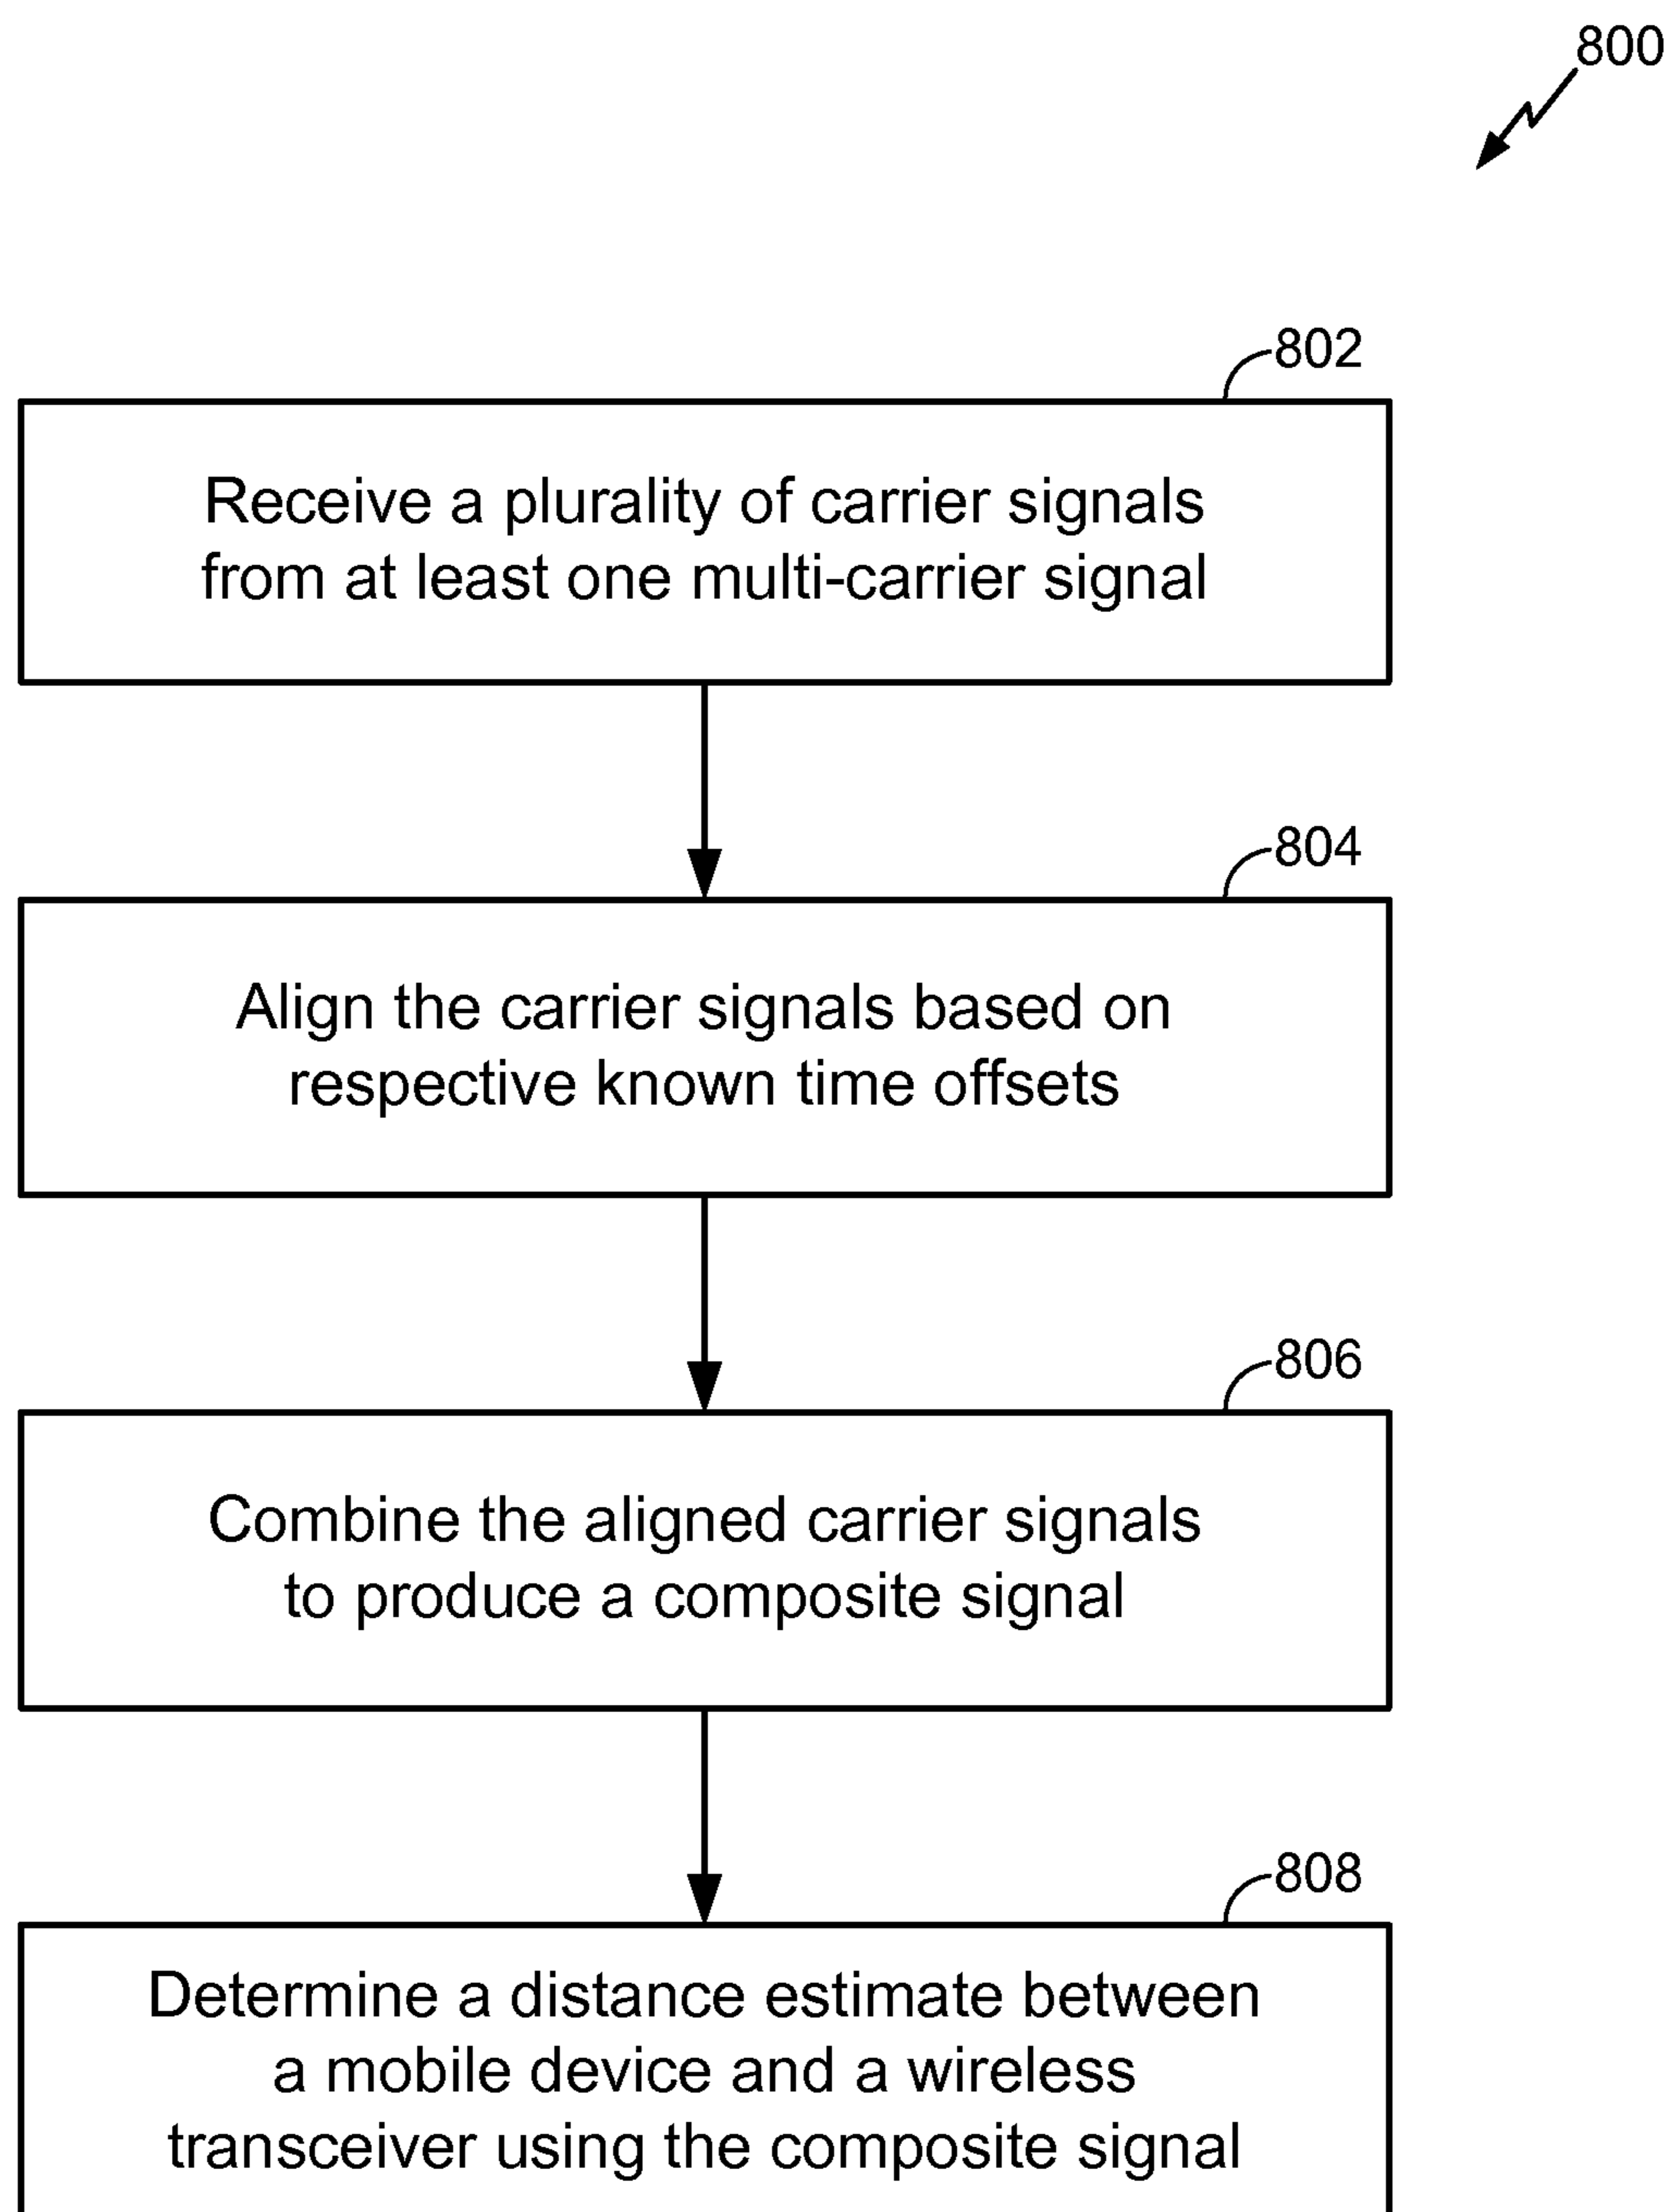 800
802
Receive a plurality of carrier signals
from at least one multi-carrier signal
804
Align the carrier signals based on
respective known time offsets
806
Combine the aligned carrier signals
to produce a composite signal
808
Determine a distance estimate between
a mobile device and a wireless
transceiver using the composite signal